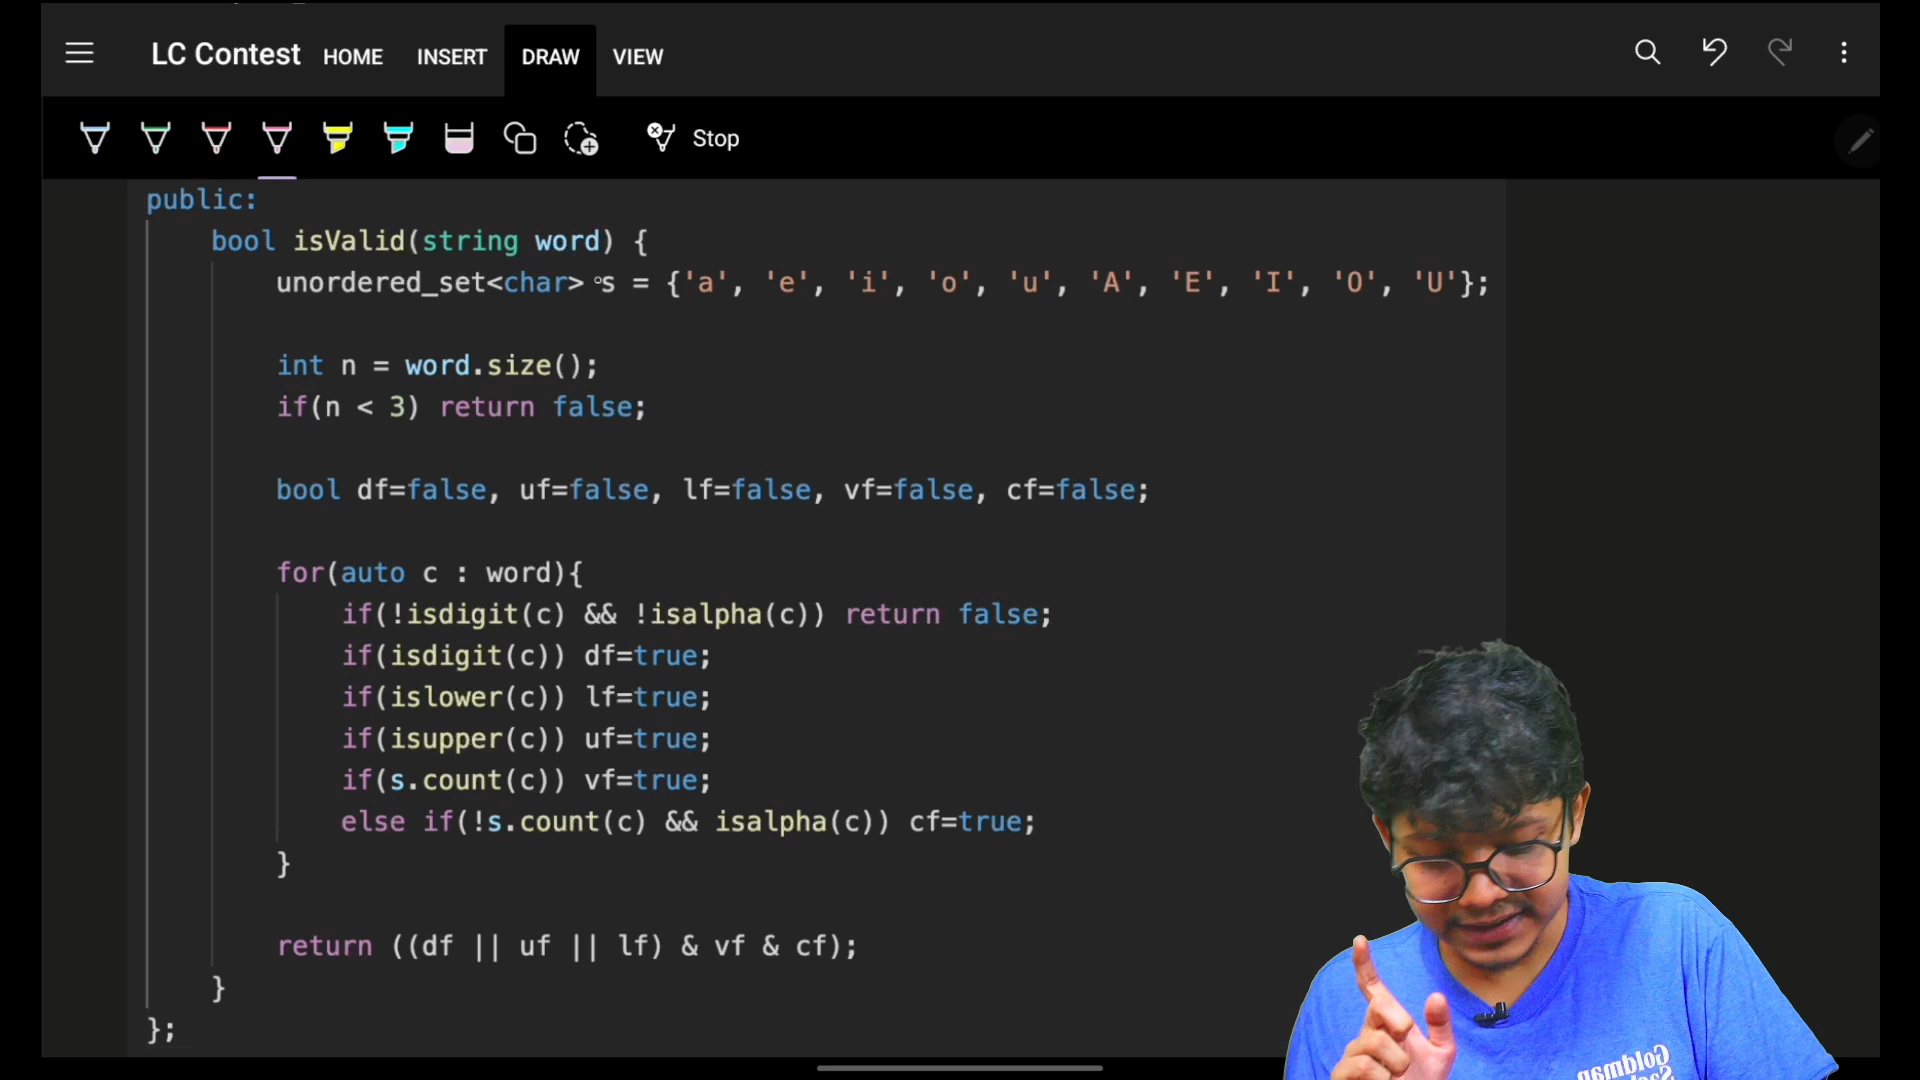 LC Contest HOME INSERT DRAW VIEW
Stop
public:
bool isValid(string word) {
unordered_set<char> s = {'a', 'e', 'i', 'o', 'u', 'A', 'E', 'I', 'O', 'U'};
int n = word.size();
if(n < 3) return false;
bool df=false, uf=false, lf=false, vf=false, cf=false;
for(auto c : word){
if(!isdigit(c) && !isalpha(c)) return false;
if(isdigit(c)) df=true;
if(islower(c)) lf=true;
if(isupper(c)) uf=true;
if(s.count(c)) vf=true;
else if(!s.count(c) && isalpha(c)) cf=true;
}
return ((df || uf || lf) & vf & cf);
}
};
Goldman